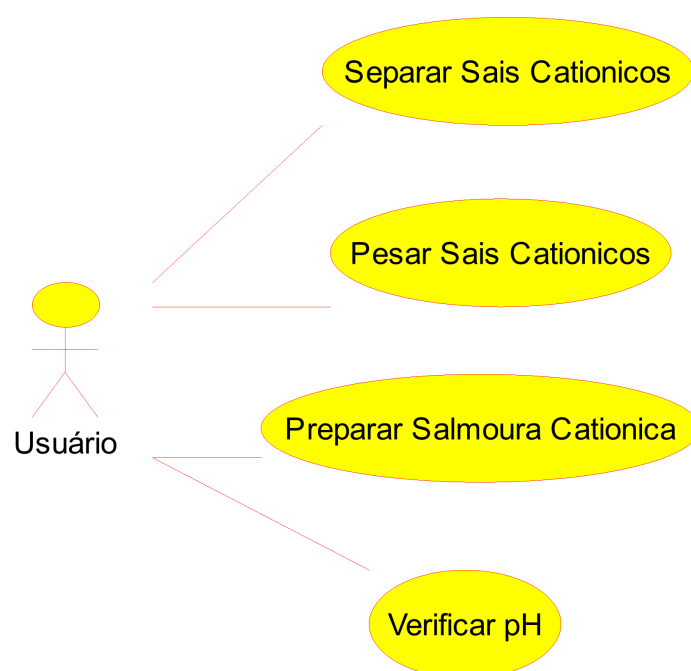 Separar Sais Cationicos
Pesar Sais Cationicos
Usuário
Preparar Salmoura Cationica
Verificar pH